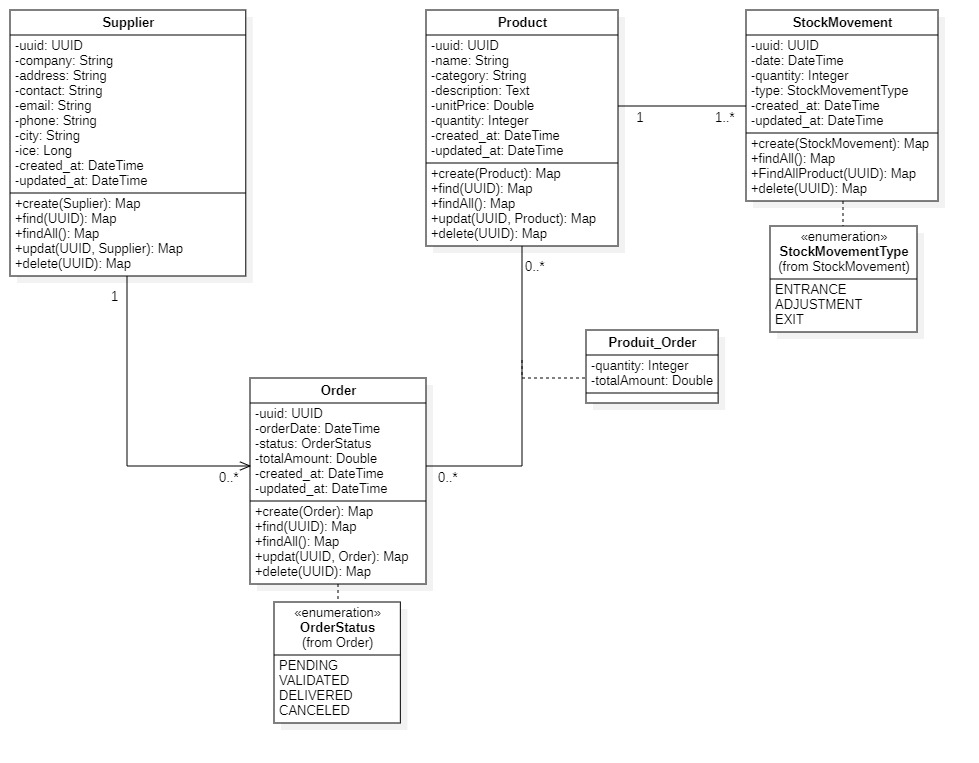 Supplier
-uuid: UUID
-company: String
-address: String
-contact: String
-email: String
-phone: String
-city: String
-ice: Long
-created_at: DateTime
-updated_at: DateTime
+create(Suplier): Map
+find(UUID): Map
+findAll(): Map
+updat(UUID, Supplier): Map
+delete(UUID): Map
Product
-uuid: UUID
-name: String
-category: String
-description: Text
-unitPrice: Double
-quantity: Integer
-created_at: DateTime
-updated_at: DateTime
+create(Product): Map
+find(UUID): Map
+findAll(): Map
+updat(UUID, Product): Map
+delete(UUID): Map
1
1..*
StockMovement
-uuid: UUID
-date: DateTime
-quantity: Integer
-type: StockMovementType
-created_at: DateTime
-updated_at: DateTime
+create(StockMovement): Map
+findAll(): Map
+FindAllProduct(UUID): Map
+delete(UUID): Map
«enumeration»
StockMovementType
(from StockMovement)
ENTRANCE
ADJUSTMENT
EXIT
1
0..*
0..*
0..*
Produit_Order
-quantity: Integer
-totalAmount: Double
Order
-uuid: UUID
-orderDate: DateTime
-status: OrderStatus
-totalAmount: Double
-created_at: DateTime
-updated_at: DateTime
+create(Order): Map
+find(UUID): Map
+findAll(): Map
+updat(UUID, Order): Map
+delete(UUID): Map
«enumeration»
OrderStatus
(from Order)
PENDING
VALIDATED
DELIVERED
CANCELED